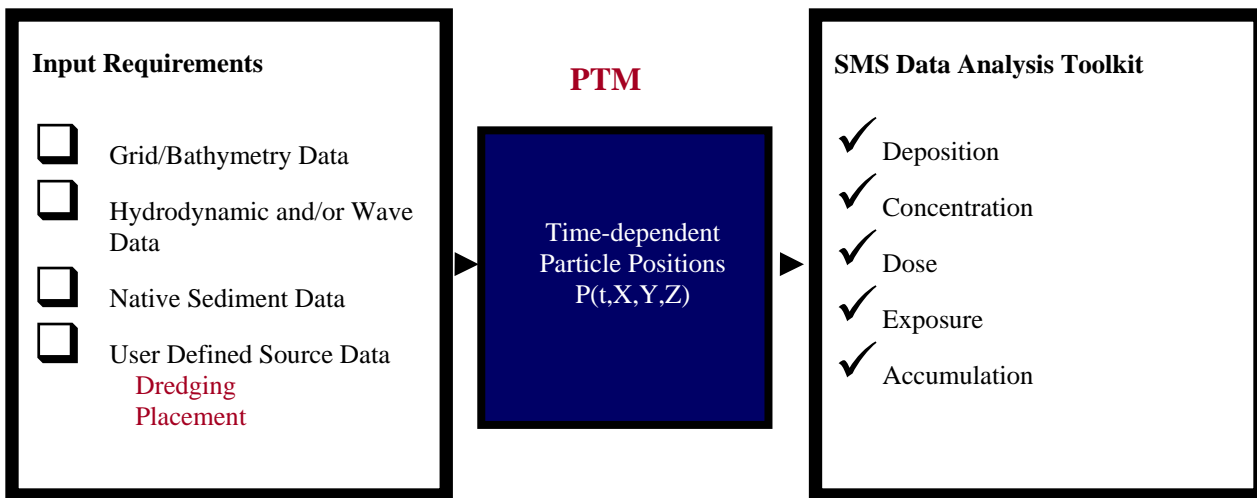 Input Requirements
Grid/Bathymetry Data
Hydrodynamic and/or Wave
Data
Native Sediment Data
User Defined Source Data
Dredging
Placement
PTM
Time-dependent
Particle Positions
P(t,X,Y,Z)
SMS Data Analysis Toolkit
Deposition
Concentration
Dose
Exposure
Accumulation